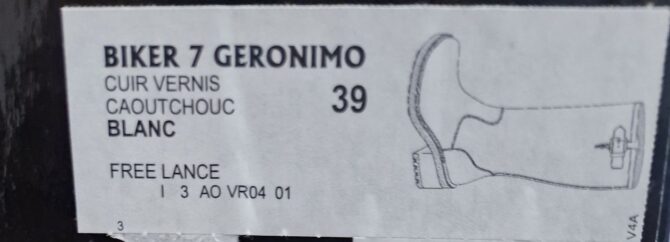 BIKER 7 GERONIMO
CUIR VERNIS
CAOUTCHOUC
39
BLANC
FREE LANCE
I 3 AO VR04 01
3
V4A